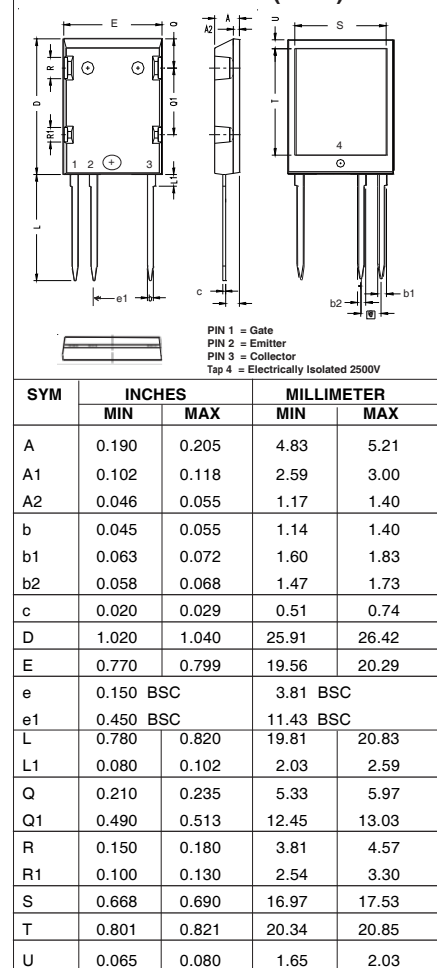 E
Q
A
A2
U
S
R
D
Q1
T
R1
4
1 2 3
L1
L
c
e1
b2
b1
PIN 1 = Gate
PIN 2 = Emitter
PIN 3 = Collector
Tap 4 = Electrically Isolated 2500V
SYM INCHES MILLIMETER
MIN MAX MIN MAX
A 0.190 0.205 4.83 5.21
A1 0.102 0.118 2.59 3.00
A2 0.046 0.055 1.17 1.40
b 0.045 0.055 1.14 1.40
b1 0.063 0.072 1.60 1.83
b2 0.058 0.068 1.47 1.73
c 0.020 0.029 0.51 0.74
D 1.020 1.040 25.91 26.42
E 0.770 0.799 19.56 20.29
e 0.150 BSC 3.81 BSC
e1 0.450 BSC 11.43 BSC
L 0.780 0.820 19.81 20.83
L1 0.080 0.102 2.03 2.59
Q 0.210 0.235 5.33 5.97
Q1 0.490 0.513 12.45 13.03
R 0.150 0.180 3.81 4.57
R1 0.100 0.130 2.54 3.30
S 0.668 0.690 16.97 17.53
T 0.801 0.821 20.34 20.85
U 0.065 0.080 1.65 2.03